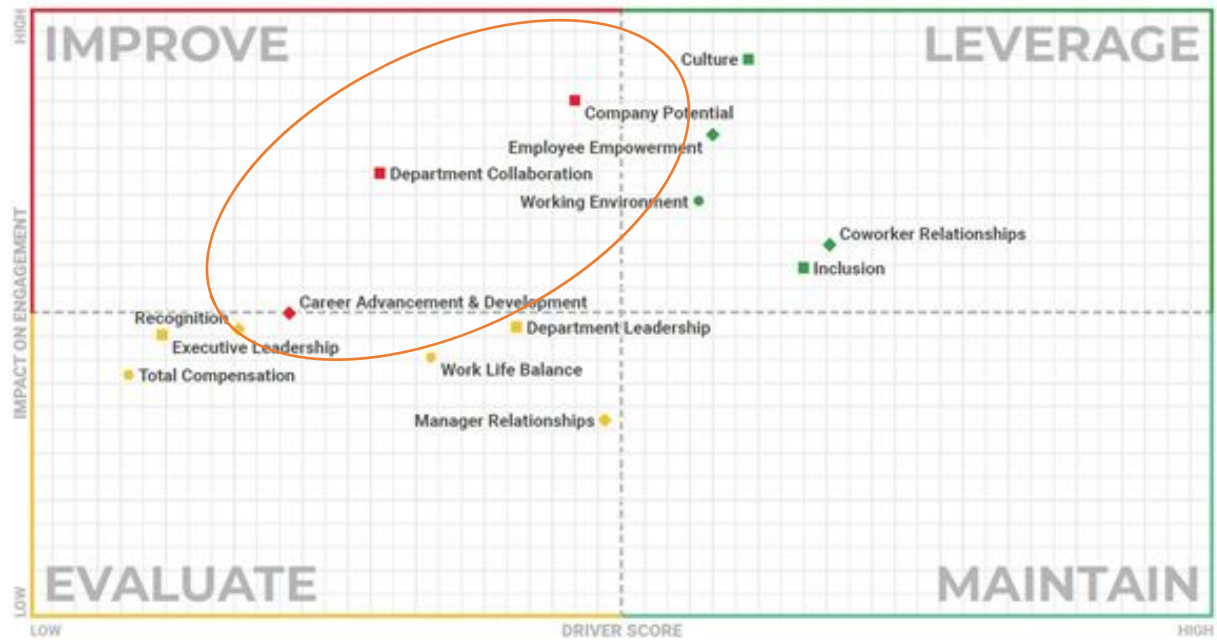 HIGH
IMPROVE
LEVERAGE
Culture
Company Potential
Employee Empowerment
Department Collaboration
Working Environment
Coworker Relationships
Inclusion
IMPACT ON ENGAGEMENT
Career Advancement & Development
Recognition
Department Leadership
Executive Leadership
Work Life Balance
Total Compensation
Manager Relationships
EVALUATE
MAINTAIN
LOW
LOW
DRIVER SCORE
HIGH